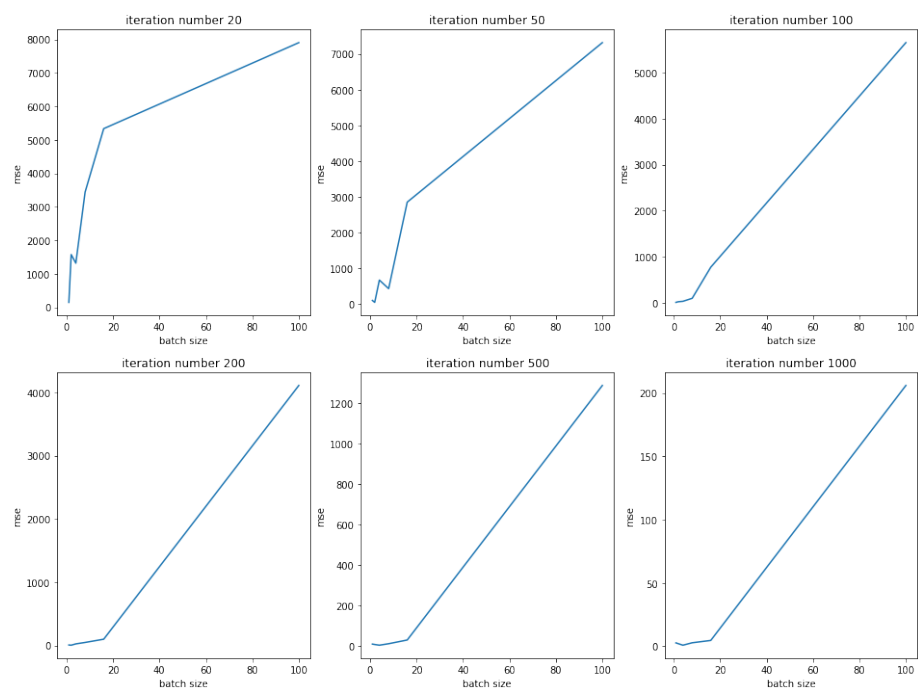 iteration number 20
8000
7000
6000
5000
4000
3000
2000
1000
0
mse
0 20 40 60 80 100
batch size
iteration number 50
7000
6000
5000
4000
3000
2000
1000
0
mse
0 20 40 60 80 100
batch size
iteration number 100
5000
4000
3000
2000
1000
0
mse
0 20 40 60 80 100
batch size
iteration number 200
4000
3000
2000
1000
0
mse
0 20 40 60 80 100
batch size
iteration number 500
1200
1000
800
600
400
200
0
mse
0 20 40 60 80 100
batch size
iteration number 1000
200
150
100
50
0
mse
0 20 40 60 80 100
batch size